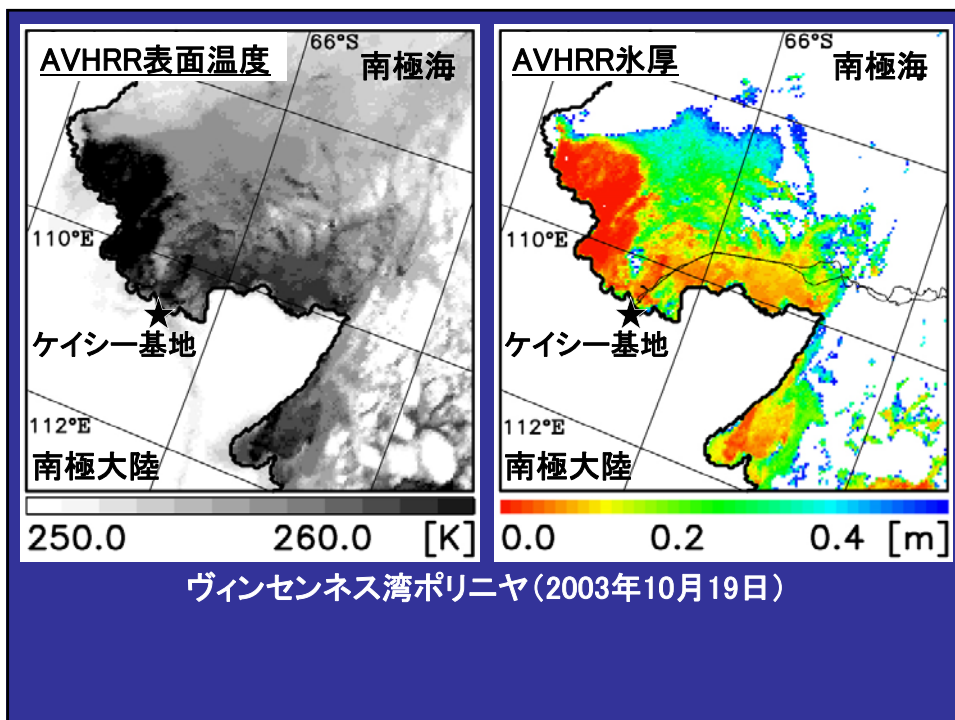 AVHRR表面温度
66°S
南極海
110°E
ケイシー基地
112°E
南極大陸
250.0 260.0 [K]
AVHRR氷厚
66°S
南極海
110°E
ケイシー基地
112°E
南極大陸
0.0 0.2 0.4 [m]
ヴィンセンネス湾ポリニヤ（2003年10月19日）